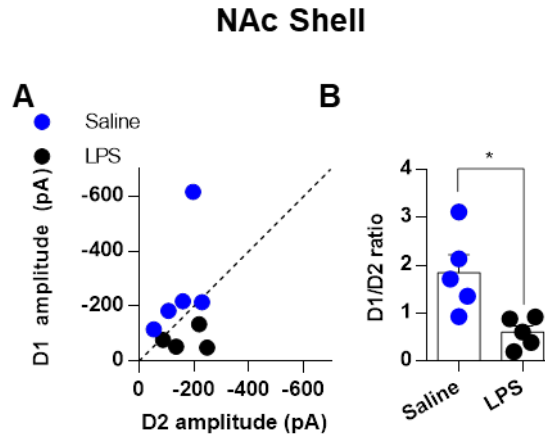 NAc Shell
A
Saline
LPS
D1 amplitude (pA)
-600
-400
-200
0
0 -200 -400 -600
D2 amplitude (pA)
B
*
D1/D2 ratio
4
3
2
1
0
Saline LPS